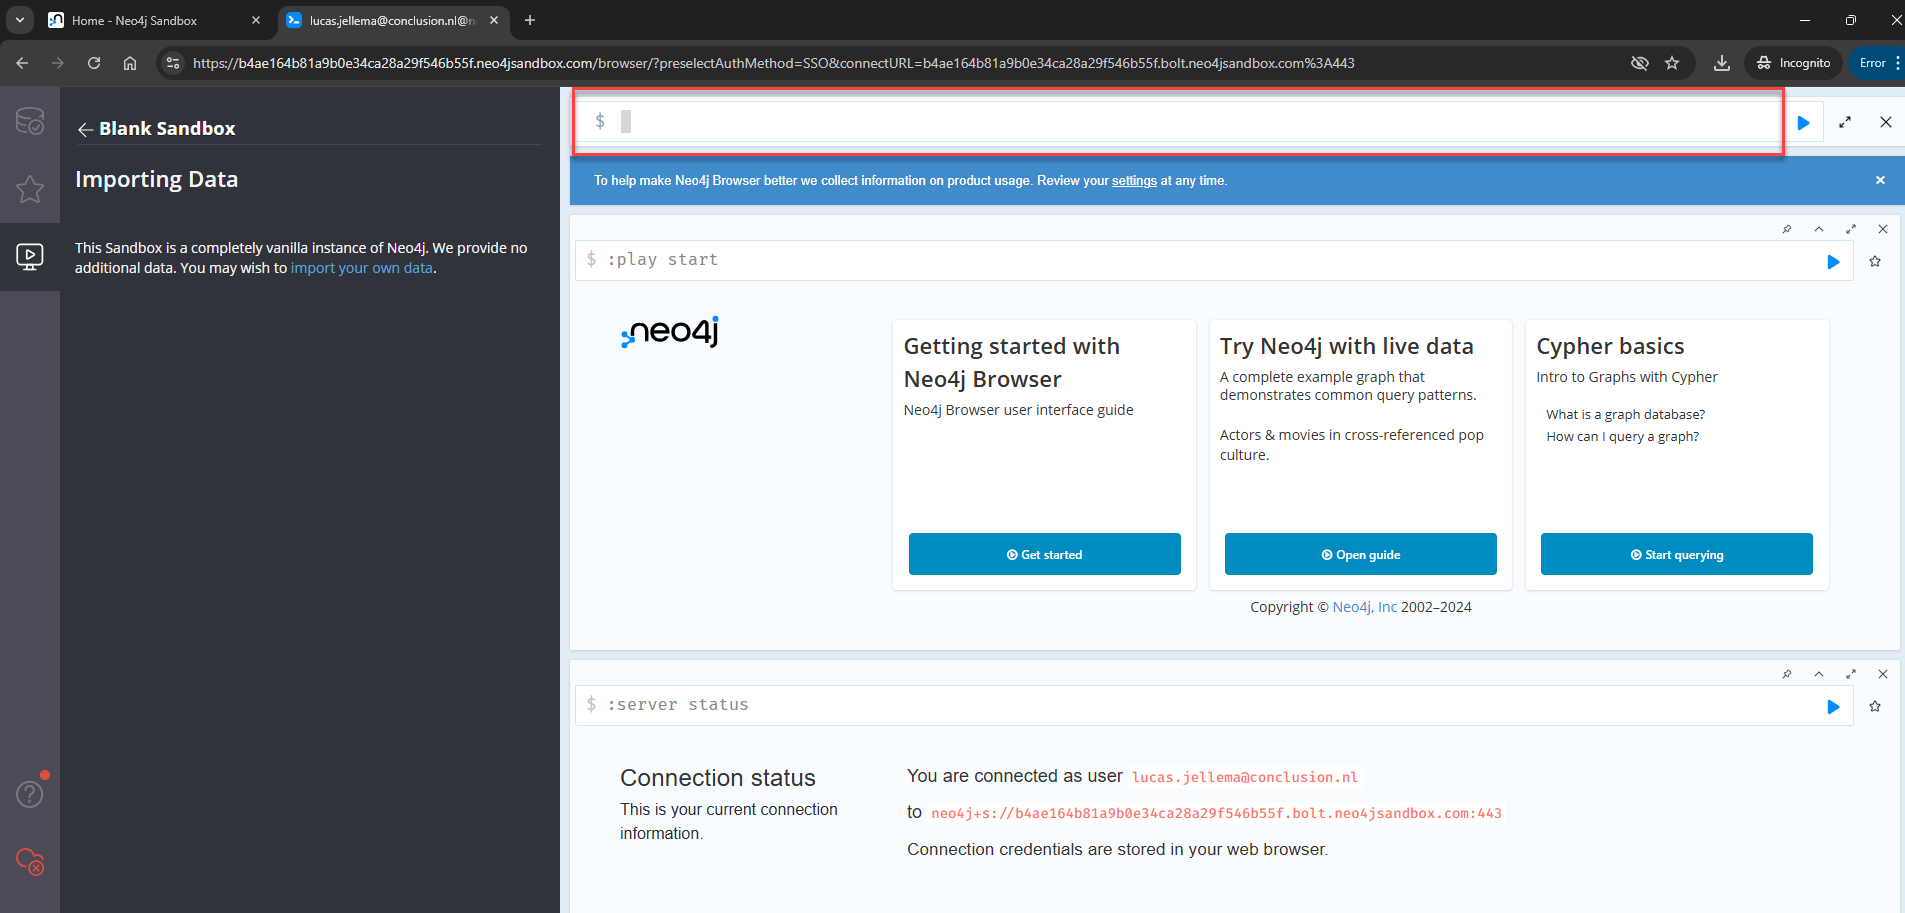 Home - Neo4j Sandbox
lucas.jellema@conclusion.nl@n
https://b4ae164b81a9b0e34ca28a29f546b55f.neo4jsandbox.com/browser/?preselectAuthMethod=SSO&connectURL=b4ae164b81a9b0e34ca28a29f546b55f.bolt.neo4jsandbox.com%3A443
Incognito
Error
Blank Sandbox
Importing Data
This Sandbox is a completely vanilla instance of Neo4j. We provide no
additional data. You may wish to import your own data.
$
To help make Neo4j Browser better we collect information on product usage. Review your settings at any time.
$ :play start
neo4j
Getting started with
Neo4j Browser
Neo4j Browser user interface guide
Get started
Try Neo4j with live data
A complete example graph that
demonstrates common query patterns.
Actors & movies in cross-referenced pop
culture.
Open guide
Cypher basics
Intro to Graphs with Cypher
What is a graph database?
How can I query a graph?
Start querying
Copyright © Neo4j, Inc 2002–2024
$ :server status
Connection status
This is your current connection
information.
You are connected as user lucas.jellema@conclusion.nl
to neo4j+s://b4ae164b81a9b0e34ca28a29f546b55f.bolt.neo4jsandbox.com:443
Connection credentials are stored in your web browser.